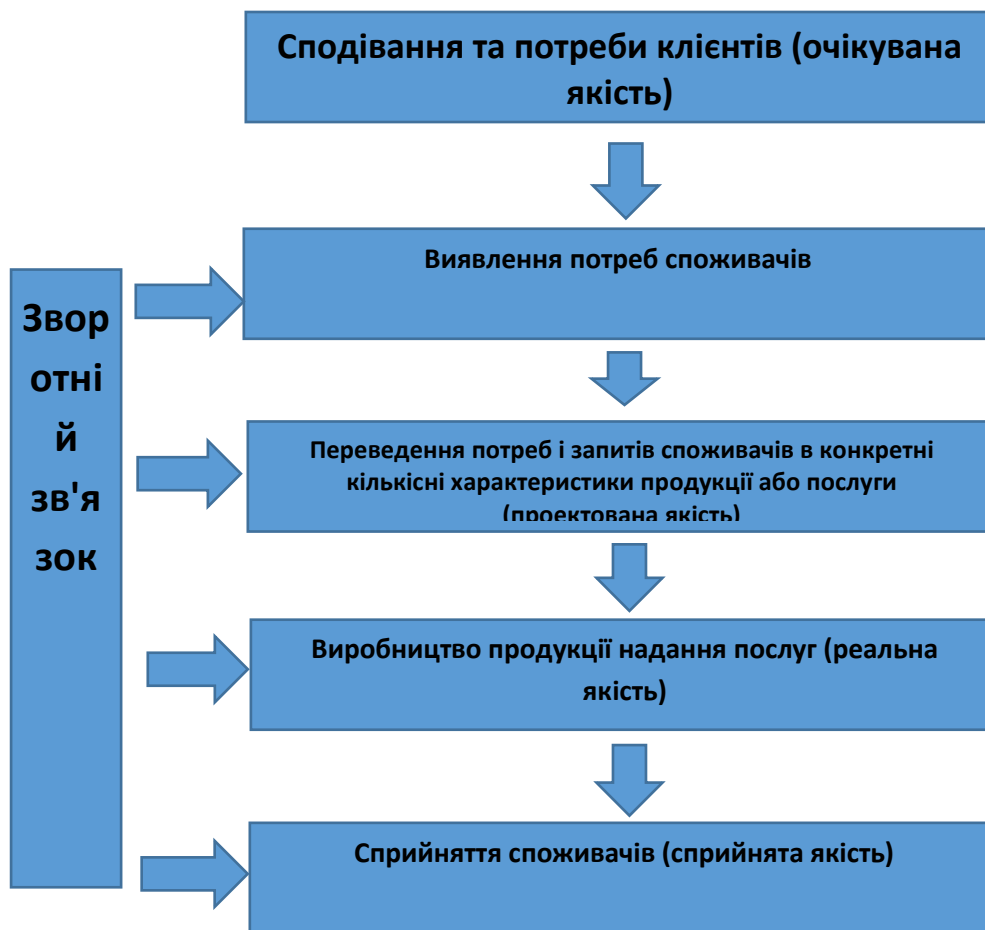 Сподівання та потреби клієнтів (очікувана
якість)
Виявлення потреб споживачів
Звор
отні
й
зв'я
зок
Переведення потреб і запитів споживачів в конкретні
кількісні характеристики продукції або послуги
(проектована якість)
Виробництво продукції надання послуг (реальна
якість)
Сприйняття споживачів (сприйнята якість)